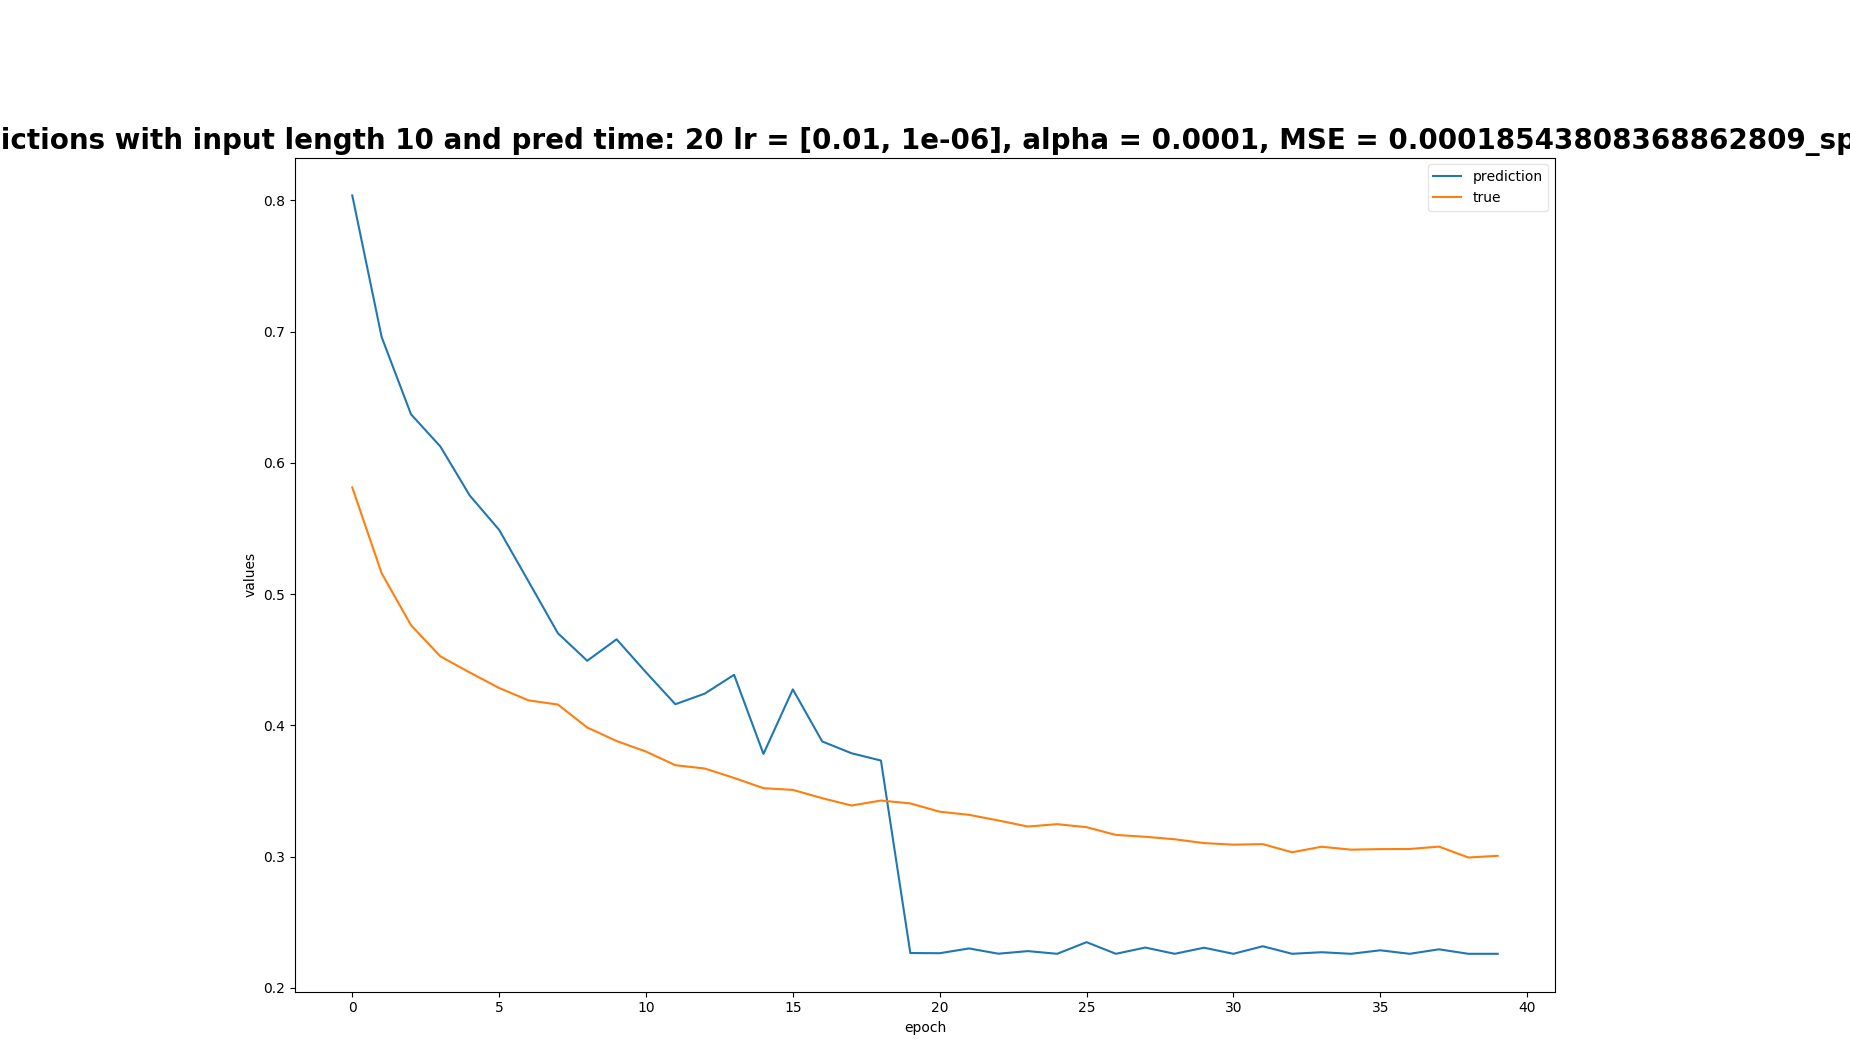 ictions with input length 10 and pred time: 20 lr = [0.01, 1e-06], alpha = 0.0001, MSE = 0.00018543808368862809_sp
prediction
true
0.8
0.7
0.6
0.5
0.4
0.3
0.2
values
0 5 10 15 20 25 30 35 40
epoch